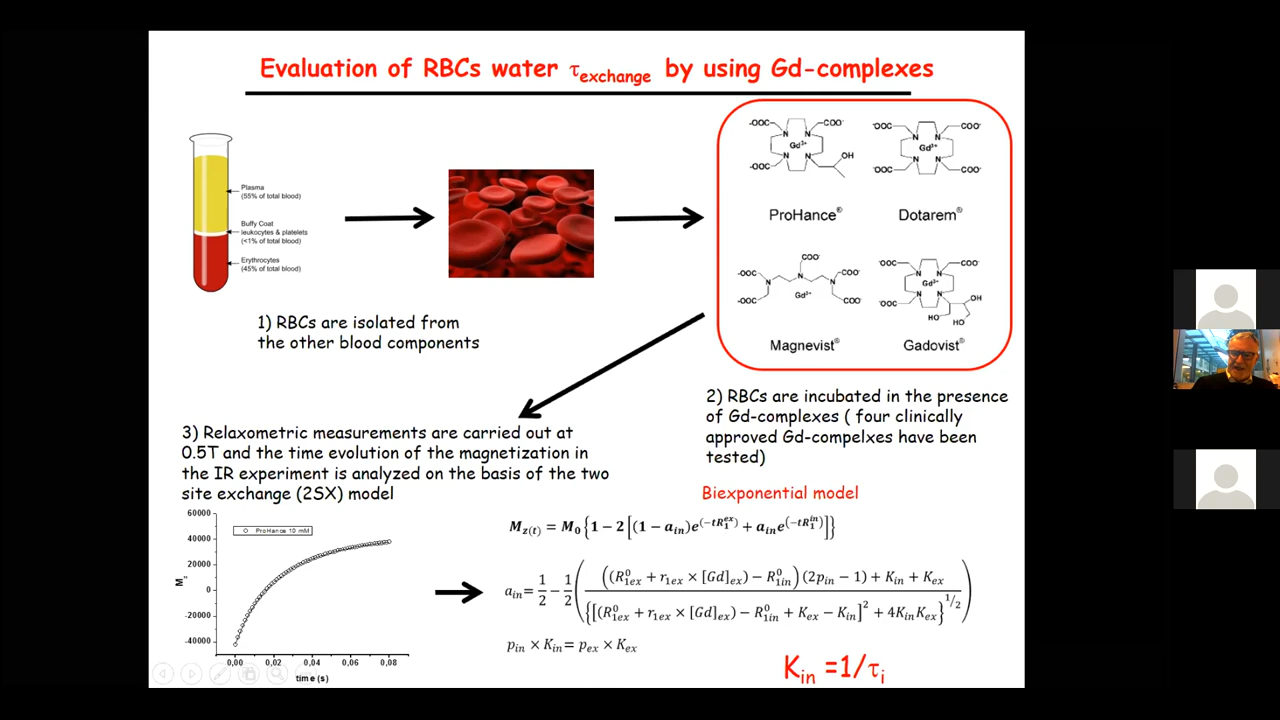 Evaluation of RBCs water τexchange by using Gd-complexes
Plasma
(55% of total blood)
Buffy Coat
leukocytes & platelets
(<1% of total blood)
Erythrocytes
(45% of total blood)
1) RBCs are isolated from
the other blood components
-OOC
COO-
Gd3+
-OOC
OH
ProHance®
-OOC
COO-
Gd3+
-OOC
COO-
Dotarem®
-OOC
COO-
COO-
-OOC
Gd3+
COO-
Magnevist®
-OOC
COO-
Gd3+
-OOC
OH
HO
HO
Gadovist®
2) RBCs are incubated in the presence
of Gd-complexes ( four clinically
approved Gd-compelxes have been
tested)
3) Relaxometric measurements are carried out at
0.5T and the time evolution of the magnetization in
the IR experiment is analyzed on the basis of the two
site exchange (2SX) model
60000
40000
20000
0
-20000
-40000
Mz
ProHance 10 mM
0,00 0,02 0,04 0,06 0,08
time (s)
Biexponential model
Mz(t) = M0 {1 − 2 [(1 − ain)e^(−tR1^ex) + ain e^(−tR1^in)]}
ain = 1/2 − 1/2 ( ((R⁰1ex + r1ex × [Gd]ex) − R⁰1in) (2pin − 1) + Kin + Kex / {[(R⁰1ex + r1ex × [Gd]ex) − R⁰1in + Kex − Kin]² + 4KinKex}^1/2 )
pin × Kin = pex × Kex
Kin =1/τi